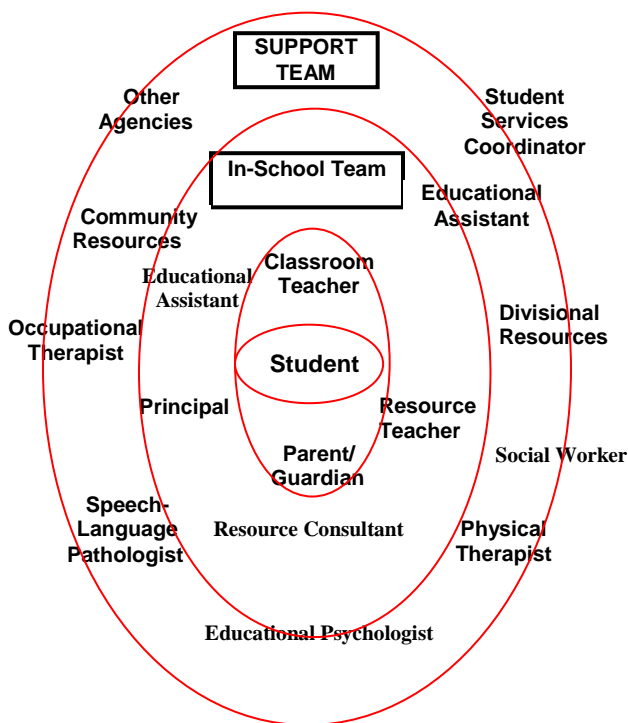 SUPPORT
TEAM
Other
Agencies
Student
Services
Coordinator
In-School Team
Educational
Assistant
Community
Resources
Classroom
Teacher
Educational
Assistant
Occupational
Therapist
Divisional
Resources
Student
Principal
Resource
Teacher
Parent/
Guardian
Social Worker
Speech-
Language
Pathologist
Resource Consultant
Physical
Therapist
Educational Psychologist